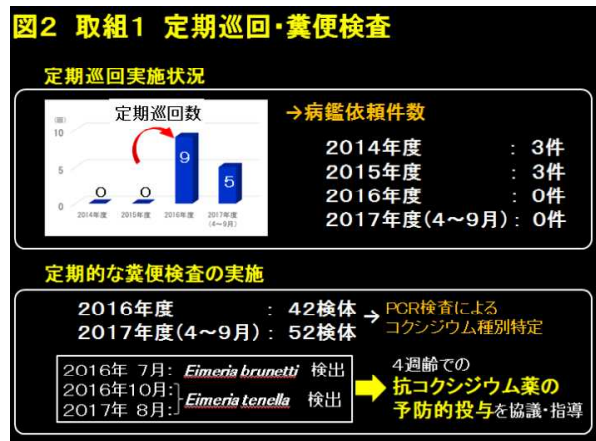 図2 取組1 定期巡回・糞便検査
定期巡回実施状況
定期巡回数
(回)
10
5
0
0
0
9
5
2014年度
2015年度
2016年度
2017年度
(4~9月)
→病鑑依頼件数
2014年度 : 3件
2015年度 : 3件
2016年度 : 0件
2017年度(4~9月) : 0件
定期的な糞便検査の実施
2016年度 : 42検体
2017年度(4~9月) : 52検体
→ PCR検査による
コクシジウム種別特定
2016年 7月: Eimeria brunetti 検出
2016年10月:
2017年 8月:
Eimeria tenella 検出
4週齢での
抗コクシジウム薬の
予防的投与を協議・指導